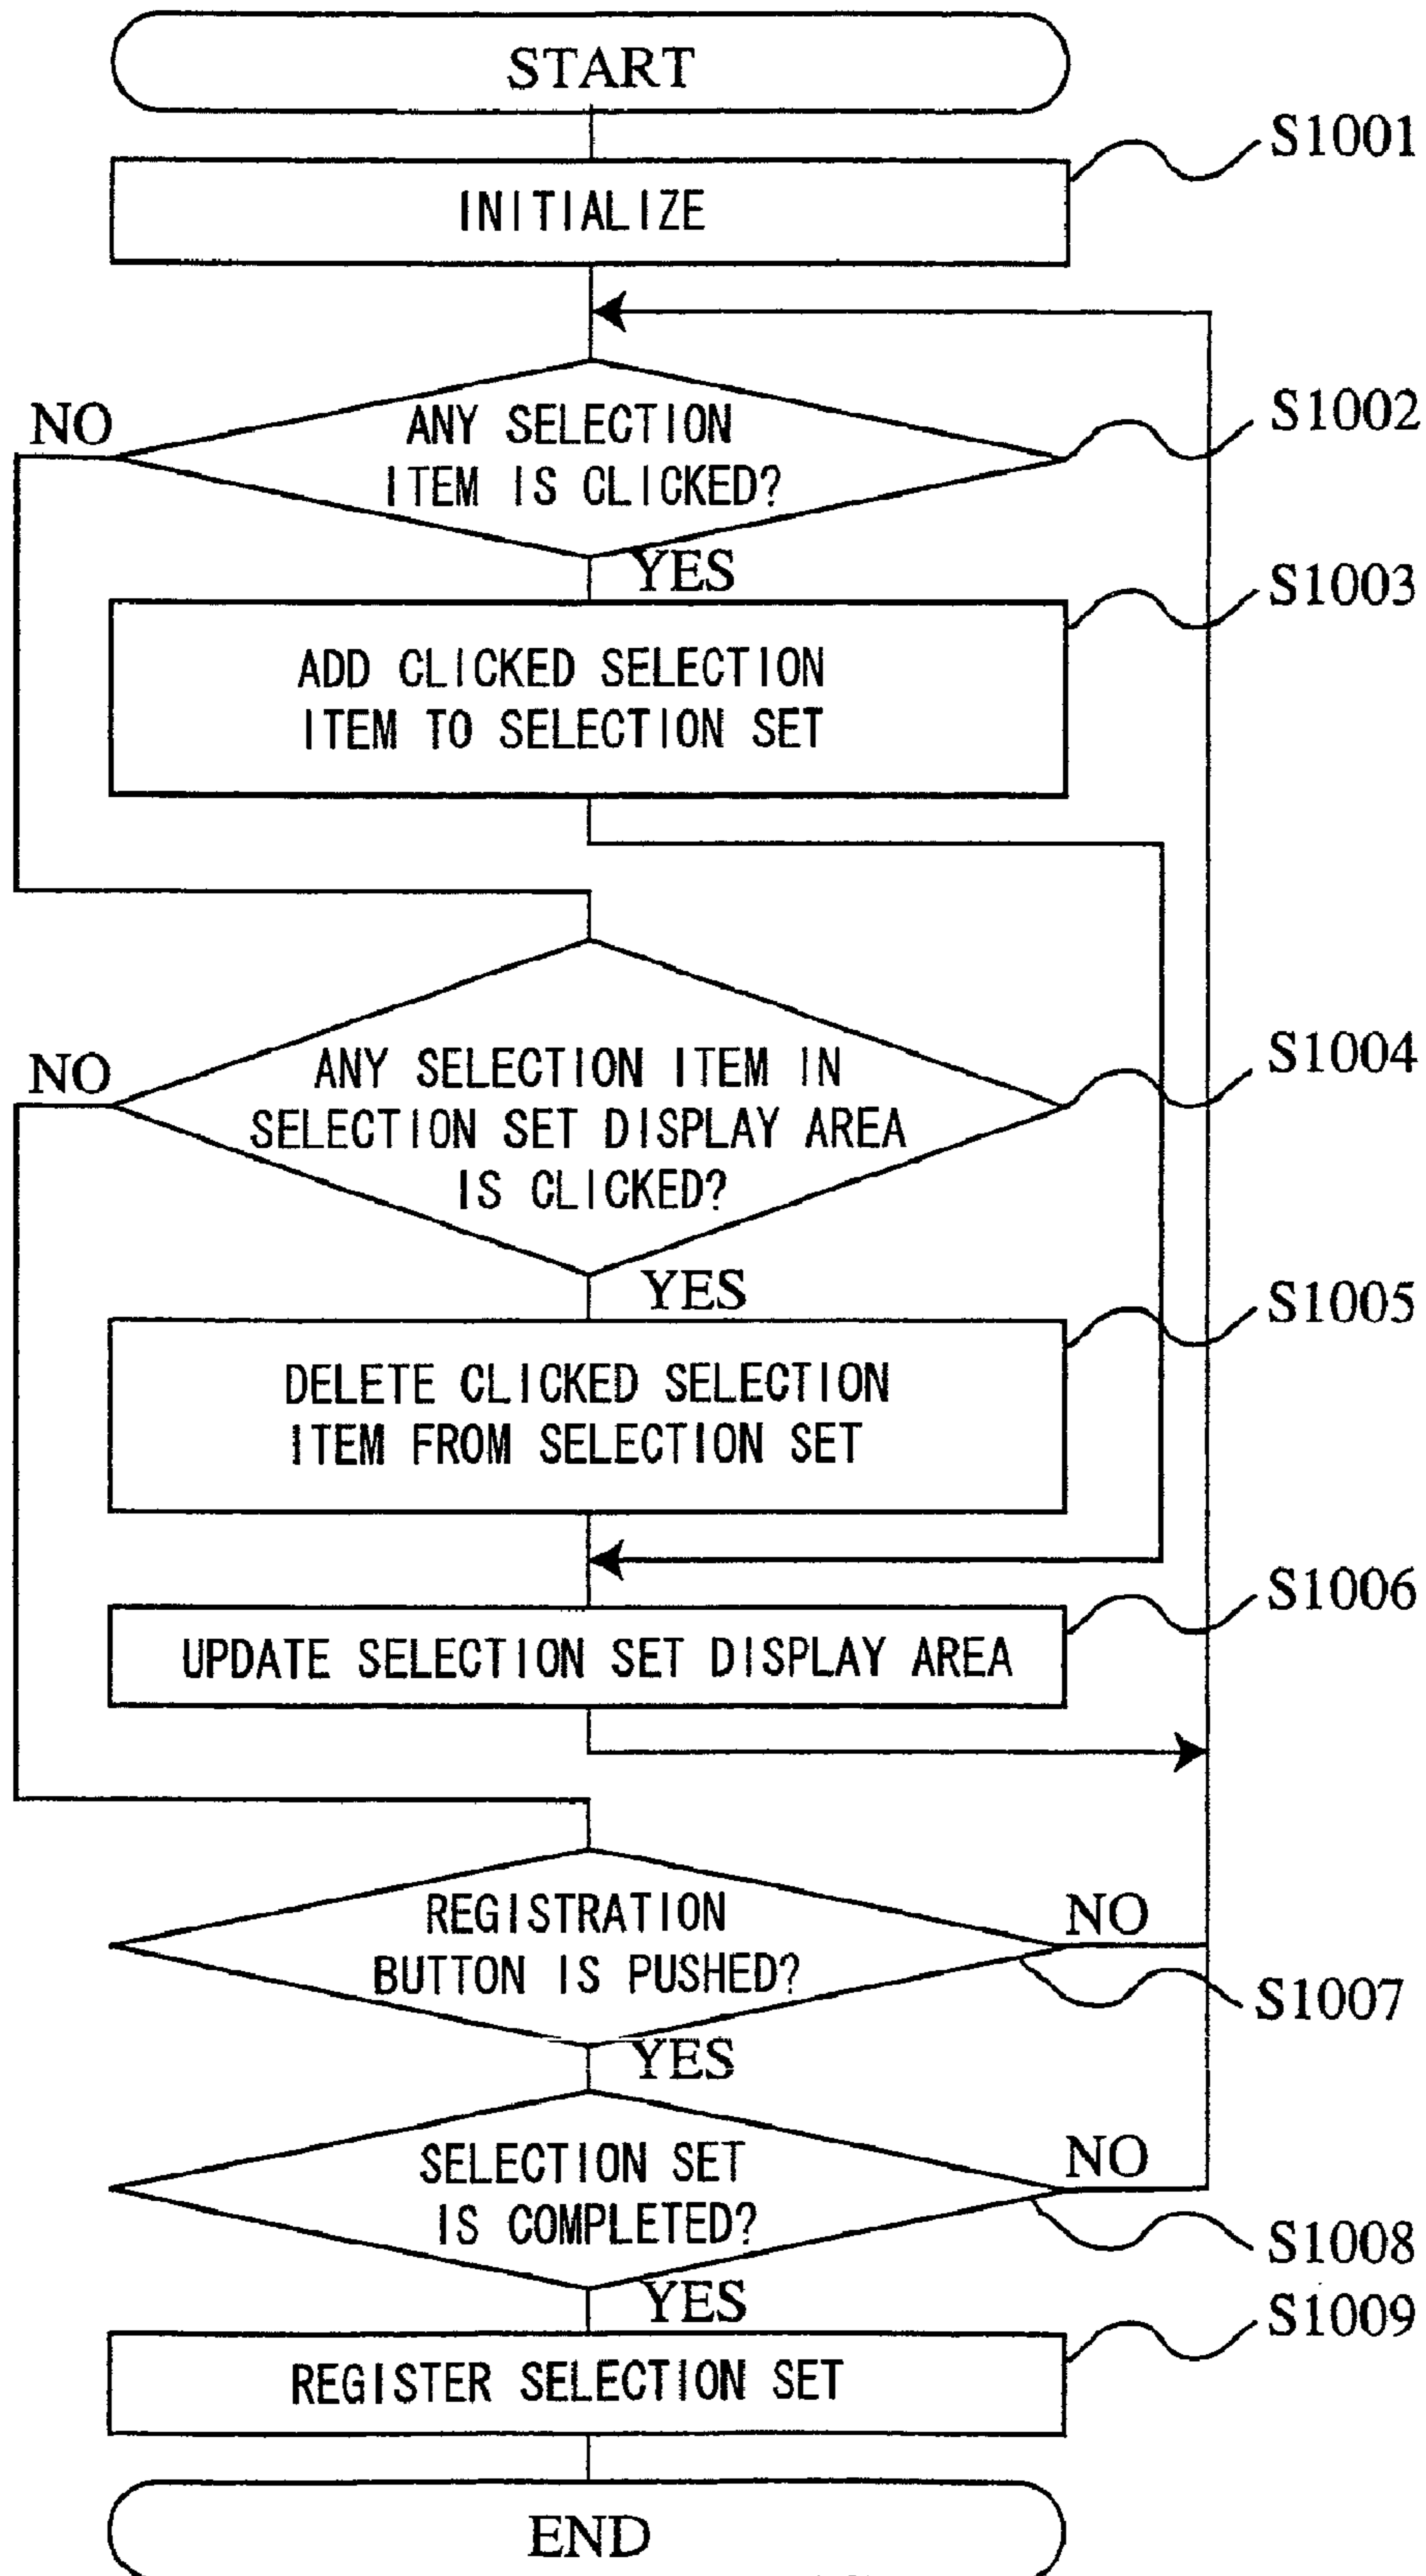 START
S1001
INITIALIZE
NO
ANY SELECTION
ITEM IS CLICKED?
S1002
YES
S1003
ADD CLICKED SELECTION
ITEM TO SELECTION SET
NO
ANY SELECTION ITEM IN
SELECTION SET DISPLAY AREA
IS CLICKED?
S1004
YES
S1005
DELETE CLICKED SELECTION
ITEM FROM SELECTION SET
S1006
UPDATE SELECTION SET DISPLAY AREA
REGISTRATION
BUTTON IS PUSHED?
NO
S1007
YES
SELECTION SET
IS COMPLETED?
NO
S1008
YES
S1009
REGISTER SELECTION SET
END